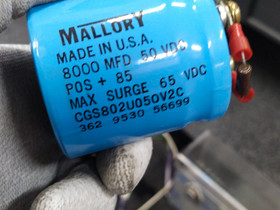 MALLORY
MADE IN U.S.A.
8000 MFD 50 VDC
POS + 85
MAX SURGE 65 VDC
CGS802U050V2C
362 9530 56699